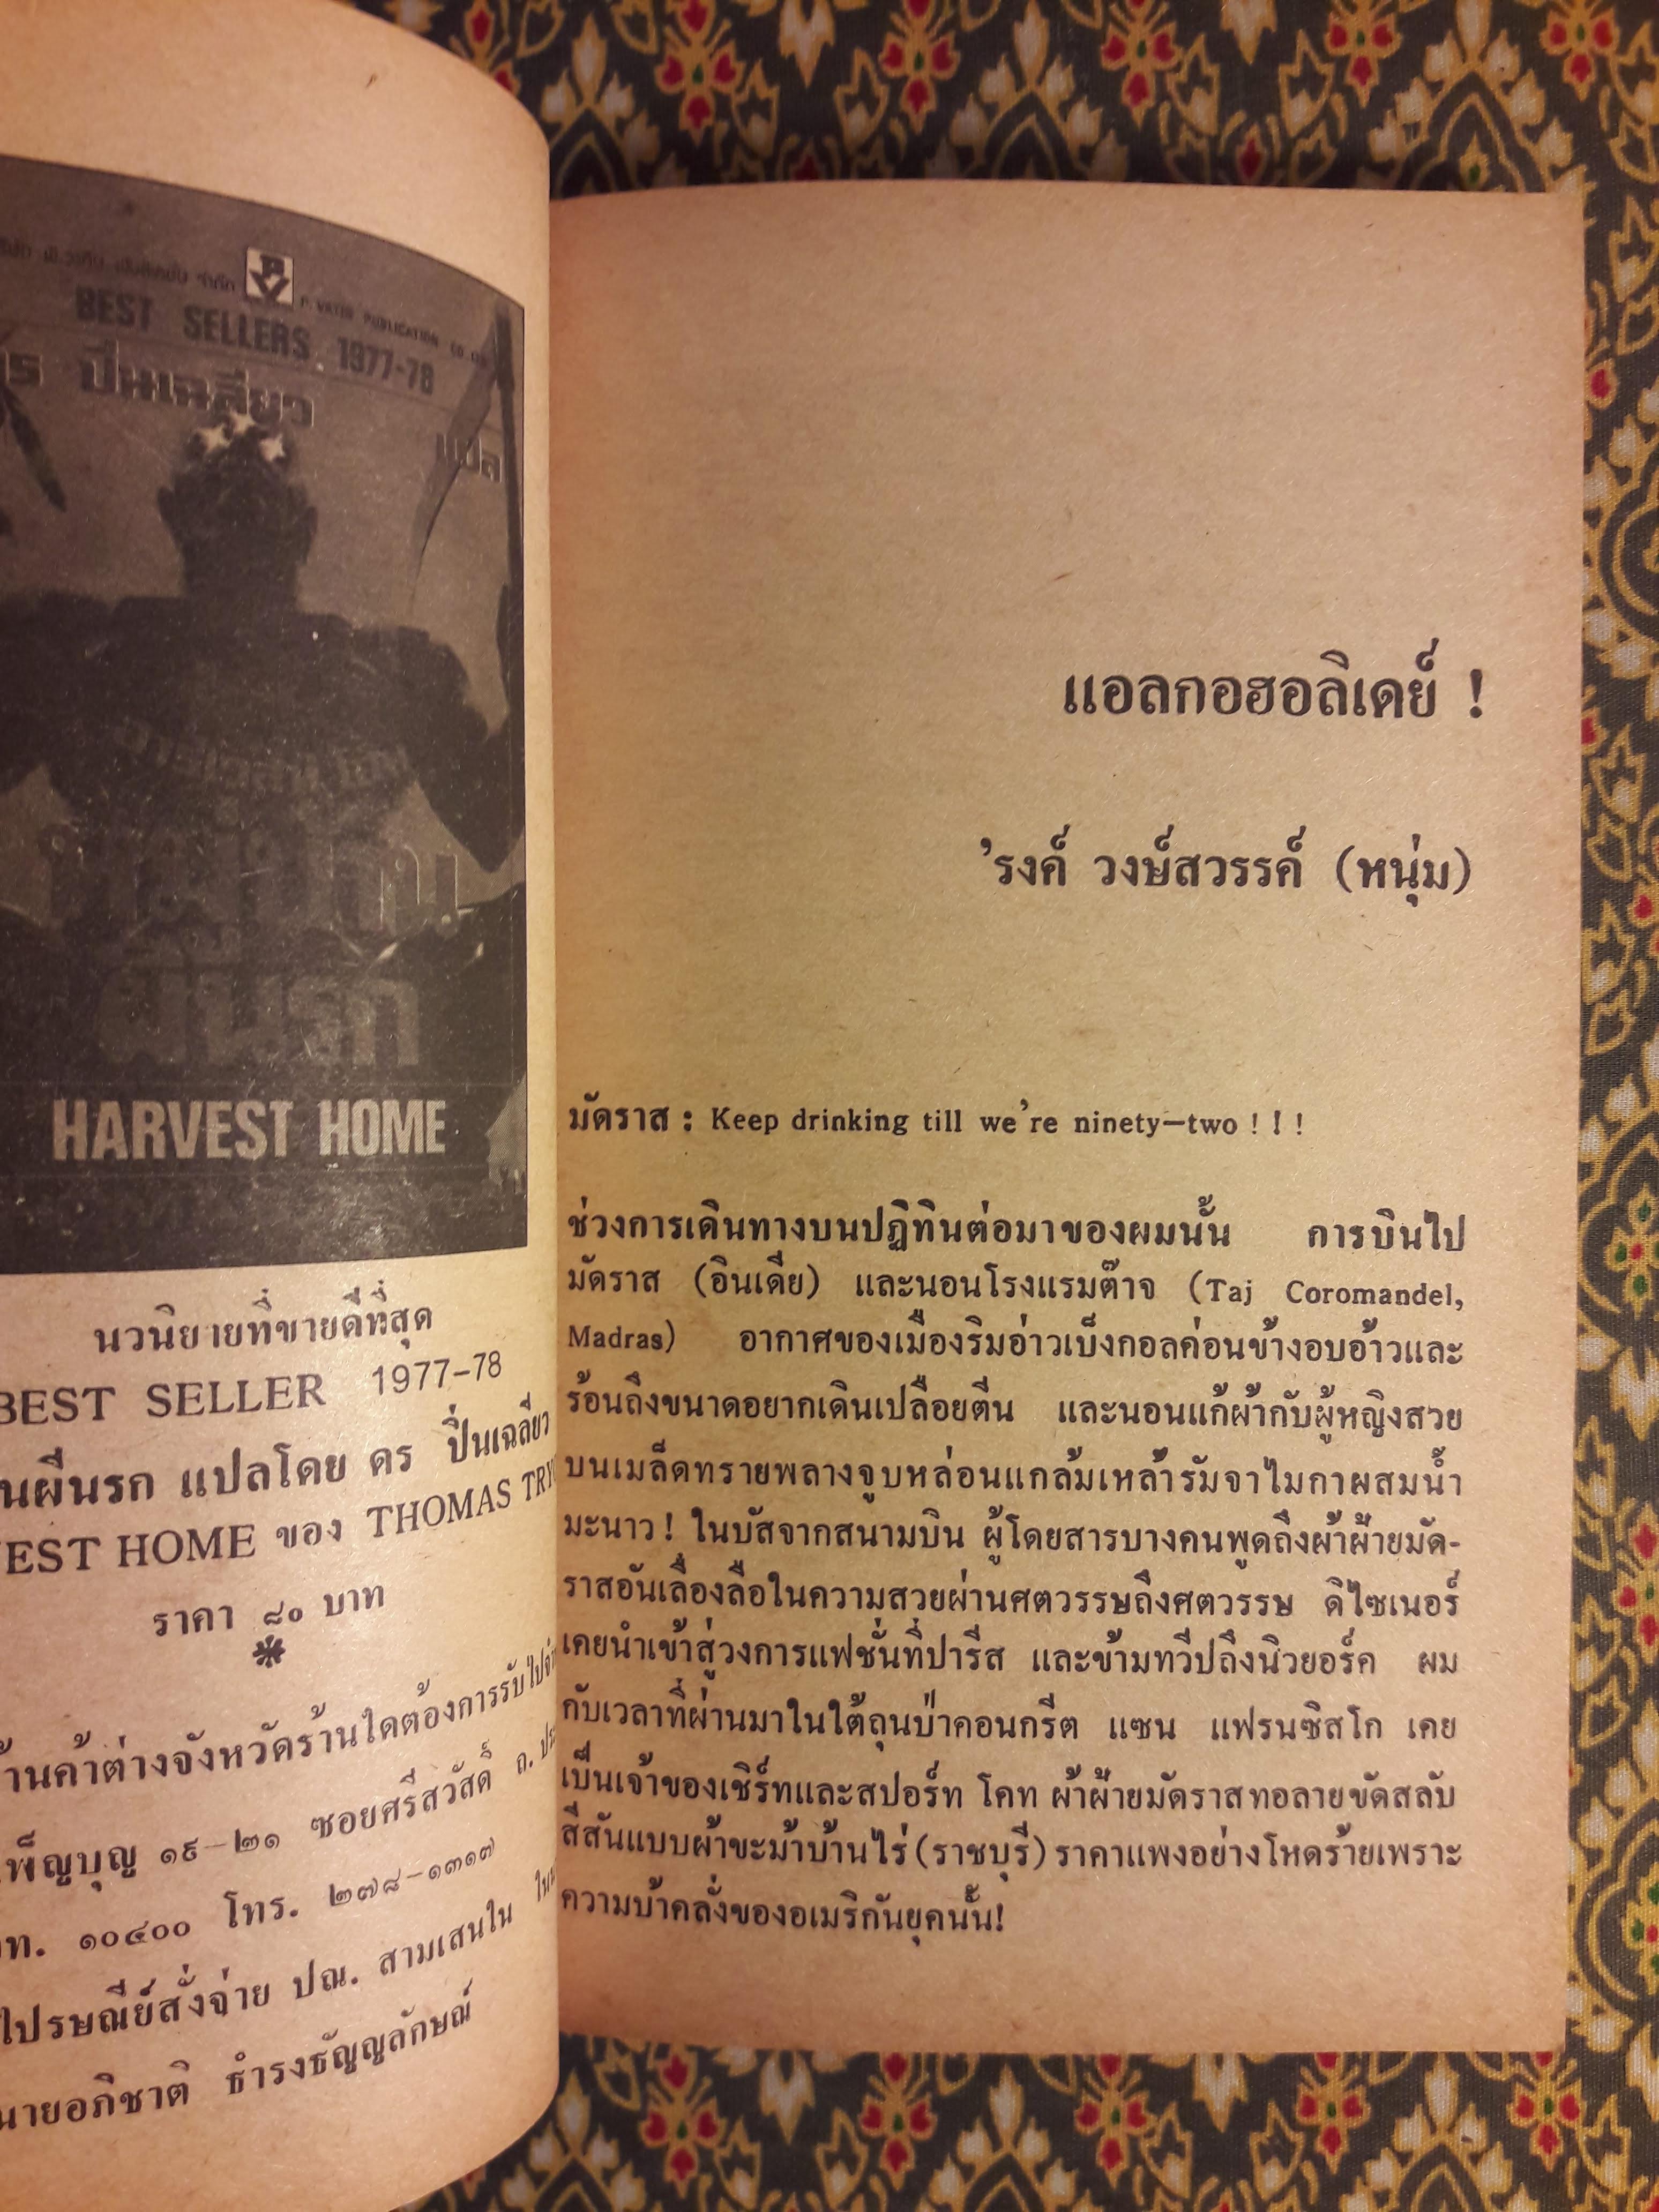 BEST SELLERS 1977-78
ปิ่นเฉลียว
แปล
HARVEST HOME
นวนิยายที่ขายดีที่สุด
BEST SELLER 1977-78
แปลโดย ดร ปิ่นเฉลียว
HOME ของ THOMAS
ราคา ๘๐ บาท
ต่างจังหวัดร้านใดต้องการรับไป
๑๙-๒๑ ซอยศรีสวัสดิ์ ถ.
๑๐๔๐๐ โทร. ๒๗๘-๑๓๑๗
ไปรษณีย์สั่งจ่าย ปณ. สามเสนใน
นายอภิชาติ ธำรงธัญญลักษณ์
แอลกอฮอลิเดย์ !
'รงค์ วงษ์สวรรค์ (หนุ่ม)
มัดราส : Keep drinking till we're ninety-two ! ! !
ช่วงการเดินทางบนปฏิทินต่อมาของผมนั้น การบินไป
มัดราส (อินเดีย) และนอนโรงแรมต๊าจ (Taj Coromandel,
Madras) อากาศของเมืองริมอ่าวเบ็งกอลค่อนข้างอบอ้าวและ
ร้อนถึงขนาดอยากเดินเปลือยตีน และนอนแก้ผ้ากับผู้หญิงสวย
บนเมล็ดทรายพลางจูบหล่อนแกล้มเหล้ารัมจาไมกาผสมน้ำ
มะนาว! ในบัสจากสนามบิน ผู้โดยสารบางคนพูดถึงผ้าฝ้ายมัด-
ราสอันเลื่องลือในความสวยผ่านศตวรรษถึงศตวรรษ ดีไซเนอร์
เคยนำเข้าสู่วงการแฟชั่นที่ปารีส และข้ามทวีปถึงนิวยอร์ค ผม
กับเวลาที่ผ่านมาในใต้ถุนป่าคอนกรีต แซน แฟรนซิสโก เคย
เป็นเจ้าของเชิร์ทและสปอร์ท โคท ผ้าฝ้ายมัดราสทอลายขัดสลับ
สีสันแบบผ้าขะม้าบ้านไร่ (ราชบุรี) ราคาแพงอย่างโหดร้ายเพราะ
ความบ้าคลั่งของอเมริกันยุคนั้น!